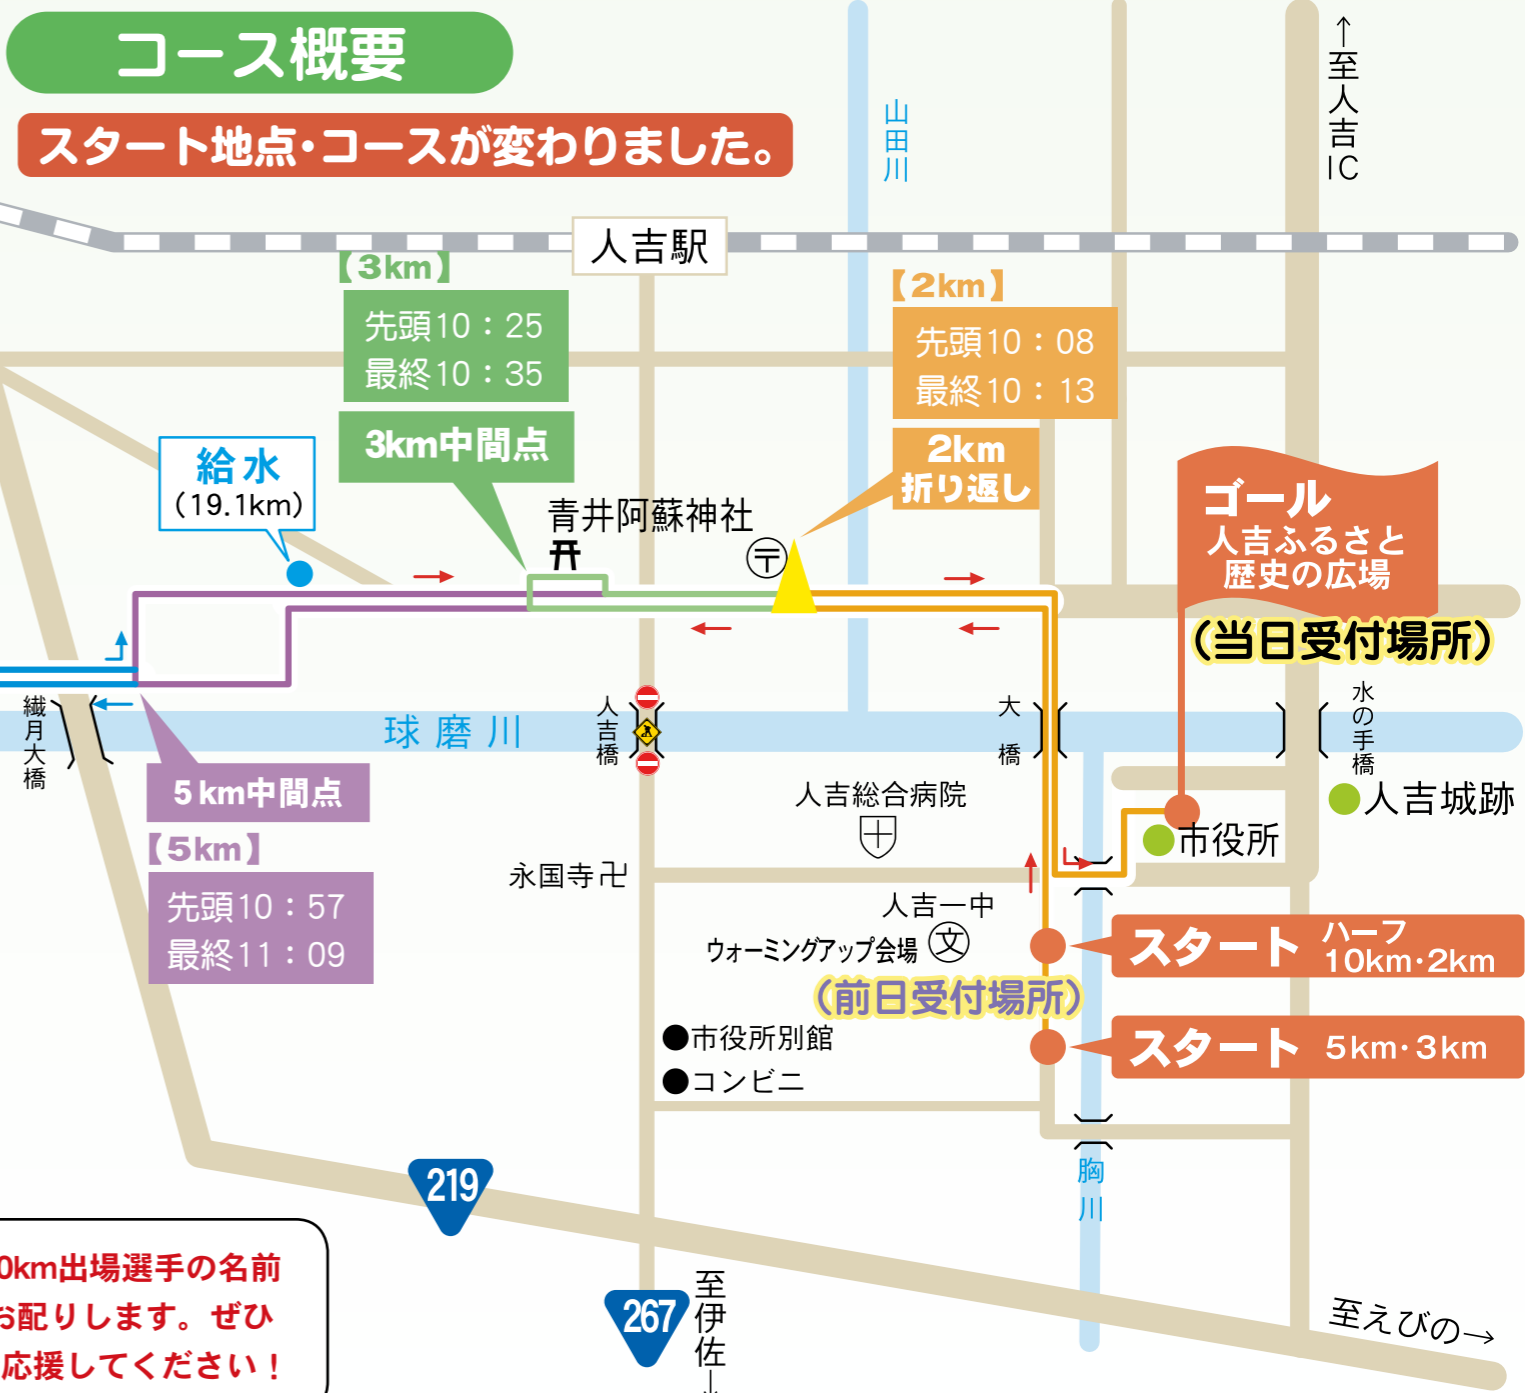 コース概要
スタート地点・コースが変わりました。
↑至人吉IC
山田川
人吉駅
【3km】
先頭10：25
最終10：35
3km中間点
【2km】
先頭10：08
最終10：13
2km
折り返し
給水
（19.1km）
青井阿蘇神社
〒
ゴール
人吉ふるさと
歴史の広場
（当日受付場所）
繊月大橋
球磨川
人吉橋
大橋
水の手橋
5km中間点
【5km】
先頭10：57
最終11：09
人吉総合病院
人吉城跡
市役所
永国寺卍
人吉一中
ウォーミングアップ会場 文
（前日受付場所）
スタート ハーフ
10km・2km
●市役所別館
スタート 5km・3km
●コンビニ
胸川
219
267
至伊佐↓
至えびの→
0km出場選手の名前
お配りします。ぜひ
応援してください！